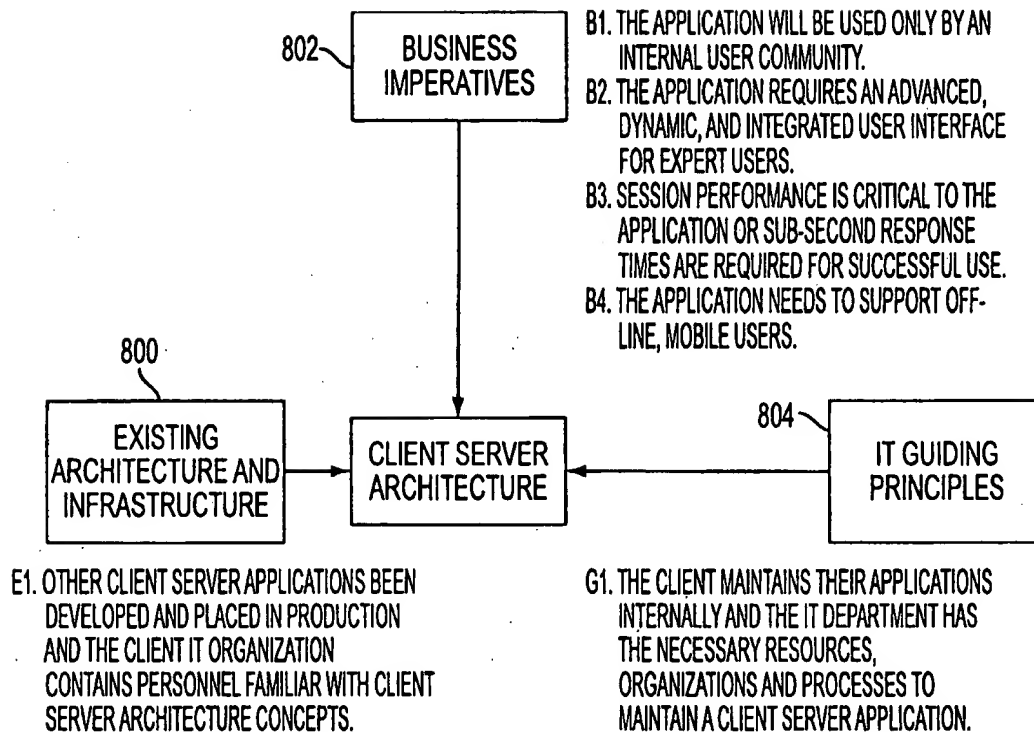 802
BUSINESS
IMPERATIVES
B1. THE APPLICATION WILL BE USED ONLY BY AN
INTERNAL USER COMMUNITY.
B2. THE APPLICATION REQUIRES AN ADVANCED,
DYNAMIC, AND INTEGRATED USER INTERFACE
FOR EXPERT USERS.
B3. SESSION PERFORMANCE IS CRITICAL TO THE
APPLICATION OR SUB-SECOND RESPONSE
TIMES ARE REQUIRED FOR SUCCESSFUL USE.
B4. THE APPLICATION NEEDS TO SUPPORT OFF-
LINE, MOBILE USERS.
800
EXISTING
ARCHITECTURE AND
INFRASTRUCTURE
CLIENT SERVER
ARCHITECTURE
804
IT GUIDING
PRINCIPLES
E1. OTHER CLIENT SERVER APPLICATIONS BEEN
DEVELOPED AND PLACED IN PRODUCTION
AND THE CLIENT IT ORGANIZATION
CONTAINS PERSONNEL FAMILIAR WITH CLIENT
SERVER ARCHITECTURE CONCEPTS.
G1. THE CLIENT MAINTAINS THEIR APPLICATIONS
INTERNALLY AND THE IT DEPARTMENT HAS
THE NECESSARY RESOURCES,
ORGANIZATIONS AND PROCESSES TO
MAINTAIN A CLIENT SERVER APPLICATION.